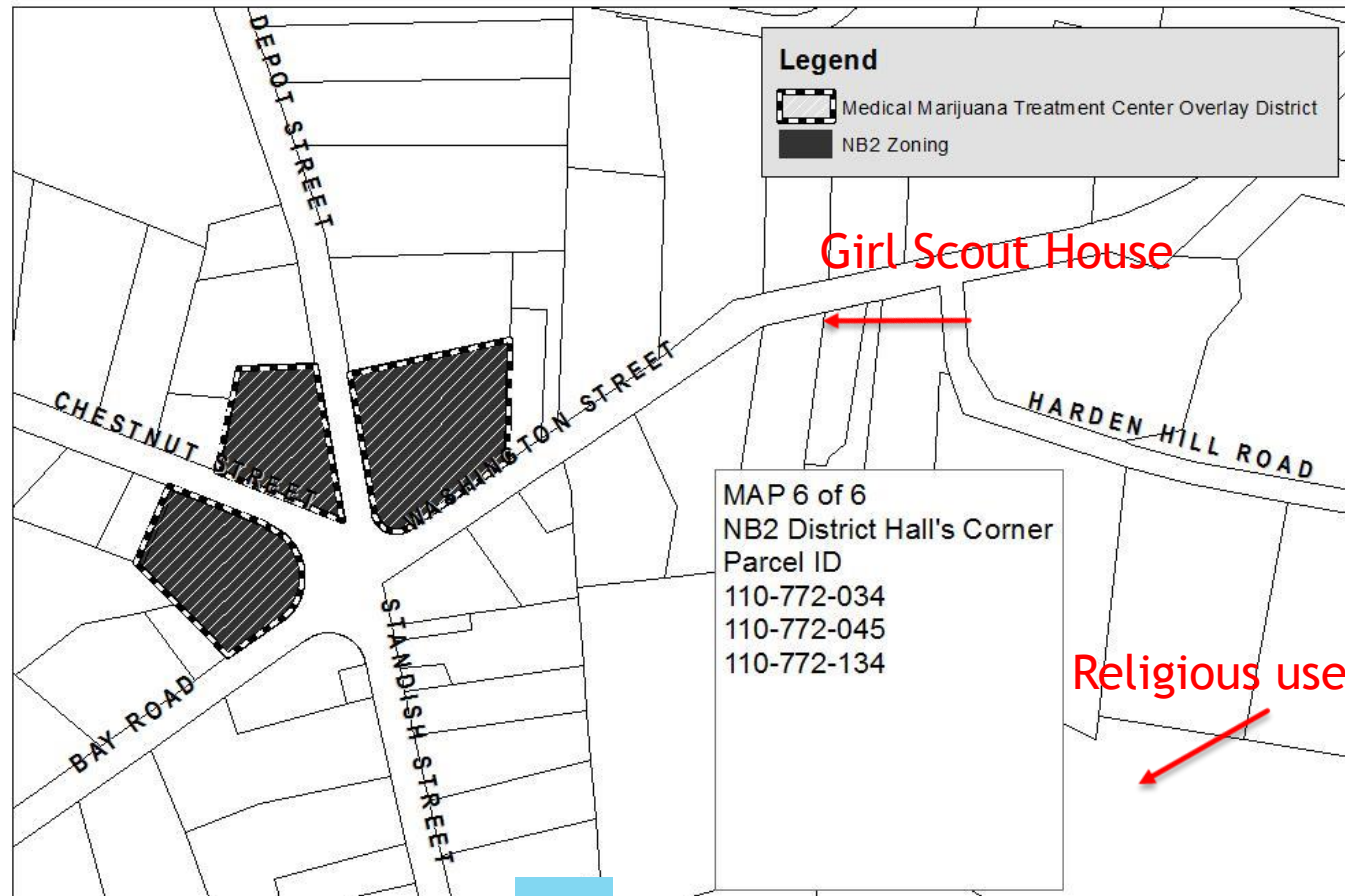 DEPOT STREET
Legend
Medical Marijuana Treatment Center Overlay District
NB2 Zoning
Girl Scout House
CHESTNUT STREET
WASHINGTON STREET
HARDEN HILL ROAD
MAP 6 of 6
NB2 District Hall's Corner
Parcel ID
110-772-034
110-772-045
110-772-134
Religious use
BAY ROAD
STANDISH STREET